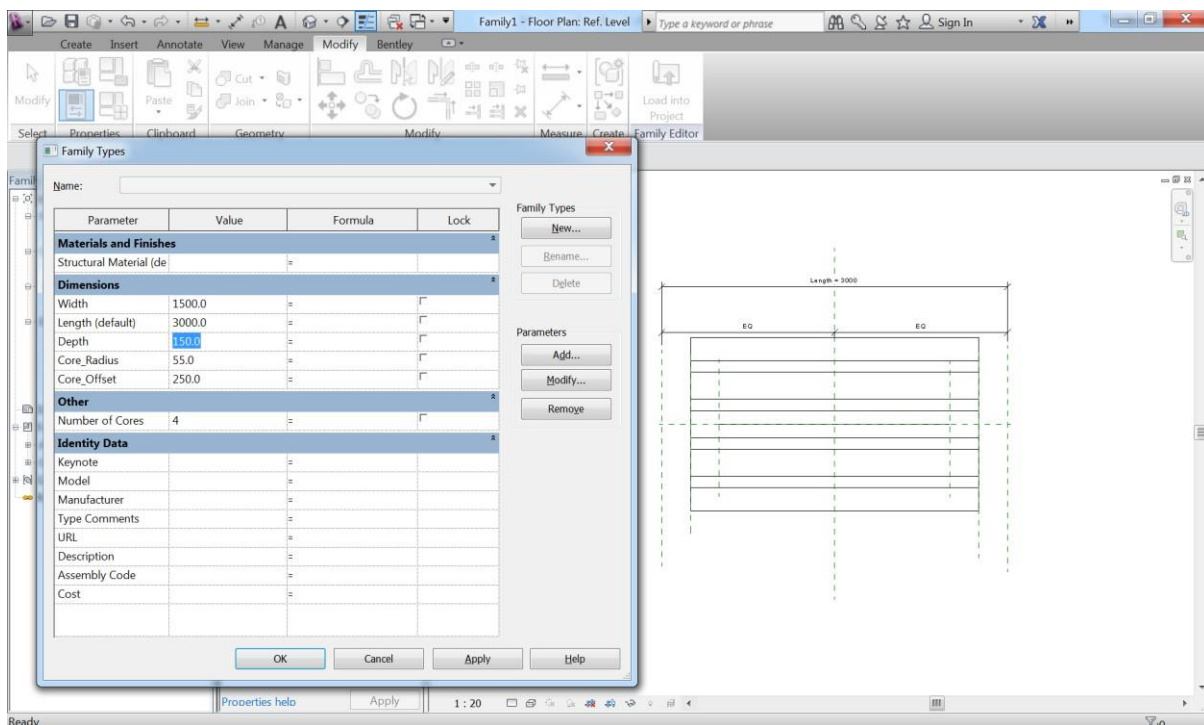 Family1 - Floor Plan: Ref. Level Type a keyword or phrase Sign In
Create Insert Annotate View Manage Modify Bentley
Modify Paste Cut Join Load into Project
Select Properties Clipboard Geometry Modify Measure Create Family Editor
Family Types
Name:
Parameter Value Formula Lock
Materials and Finishes
Structural Material (de =
Dimensions
Width 1500.0 =
Length (default) 3000.0 =
Depth 150.0 =
Core_Radius 55.0 =
Core_Offset 250.0 =
Other
Number of Cores 4 =
Identity Data
Keynote =
Model =
Manufacturer =
Type Comments =
URL =
Description =
Assembly Code =
Cost =
Family Types
New...
Rename...
Delete
Parameters
Add...
Modify...
Remove
OK Cancel Apply Help
Length = 3000
EQ EQ
Properties help Apply 1 : 20
Ready :0